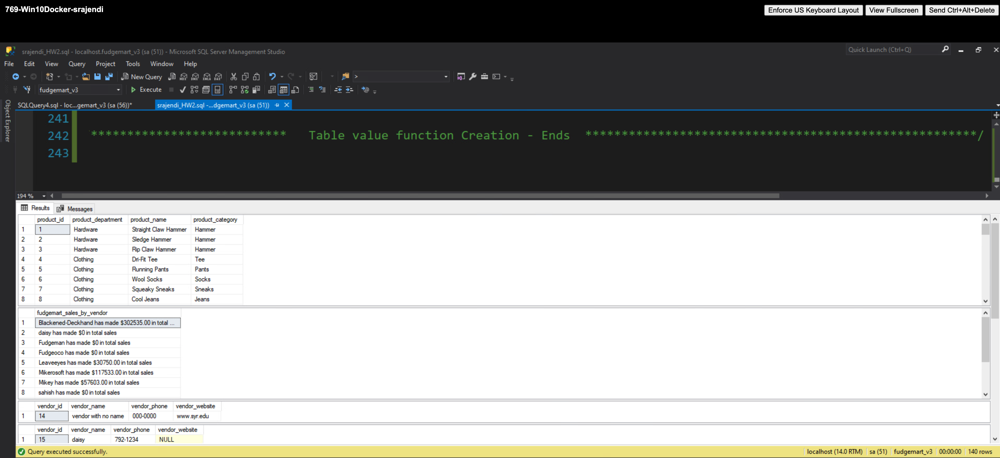 769-Win10Docker-srajendi
Enforce US Keyboard Layout View Fullscreen Send Ctrl+Alt+Delete
srajendi_HW2.sql - localhost.fudgemart_v3 (sa (51)) - Microsoft SQL Server Management Studio
Quick Launch (Ctrl+Q)
File Edit View Query Project Tools Window Help
New Query MDX DMX XMLA DAX >
fudgemart_v3 Execute
Object Explorer
SQLQuery4.sql - loc...gemart_v3 (sa (56))* srajendi_HW2.sql -...dgemart_v3 (sa (51))
241
242 *************************** Table value function Creation - Ends ******************************************************/
243
194 %
Results Messages
product_id product_department product_name product_category
1 1 Hardware Straight Claw Hammer Hammer
2 2 Hardware Sledge Hammer Hammer
3 3 Hardware Rip Claw Hammer Hammer
4 4 Clothing Dri-Fit Tee Tee
5 5 Clothing Running Pants Pants
6 6 Clothing Wool Socks Socks
7 7 Clothing Squeaky Sneaks Sneaks
8 8 Clothing Cool Jeans Jeans
fudgemart_sales_by_vendor
1 Blackened-Deckhand has made $302535.00 in total ...
2 daisy has made $0 in total sales
3 Fudgeman has made $0 in total sales
4 Fudgeoco has made $0 in total sales
5 Leaveeyes has made $30750.00 in total sales
6 Mikerosoft has made $117533.00 in total sales
7 Mikey has made $57603.00 in total sales
8 sahish has made $0 in total sales
vendor_id vendor_name vendor_phone vendor_website
1 14 vendor with no name 000-0000 www.syr.edu
vendor_id vendor_name vendor_phone vendor_website
1 15 daisy 792-1234 NULL
Query executed successfully.
localhost (14.0 RTM) sa (51) fudgemart_v3 00:00:00 140 rows